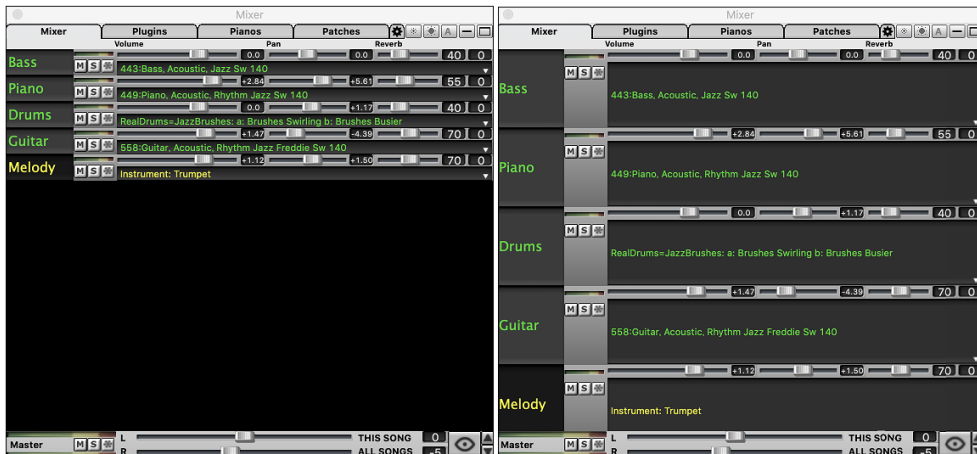 Mixer
Mixer Plugins Pianos Patches A
Volume Pan Reverb
Bass M S 0.0 0.0 40 0
443:Bass, Acoustic, Jazz Sw 140
Piano M S +2.84 +5.61 55 0
449:Piano, Acoustic, Rhythm Jazz Sw 140
Drums M S 0.0 +1.17 40 0
RealDrums=JazzBrushes: a: Brushes Swirling b: Brushes Busier
Guitar M S +1.47 -4.39 70 0
558:Guitar, Acoustic, Rhythm Jazz Freddie Sw 140
Melody M S +1.12 +1.50 70 0
Instrument: Trumpet
Master M S L THIS SONG 0
R ALL SONGS -5
Mixer
Mixer Plugins Pianos Patches A
Volume Pan Reverb
0.0 0.0 40 0
M S
Bass 443:Bass, Acoustic, Jazz Sw 140
+2.84 +5.61 55 0
M S
Piano 449:Piano, Acoustic, Rhythm Jazz Sw 140
0.0 +1.17 40 0
M S
Drums RealDrums=JazzBrushes: a: Brushes Swirling b: Brushes Busier
+1.47 -4.39 70 0
M S
Guitar 558:Guitar, Acoustic, Rhythm Jazz Freddie Sw 140
+1.12 +1.50 70 0
M S
Melody Instrument: Trumpet
Master M S L THIS SONG 0
R ALL SONGS -5